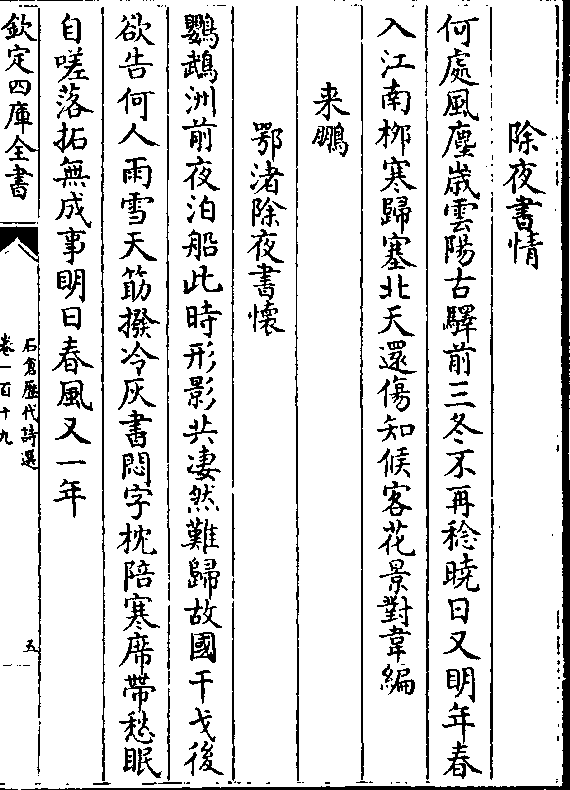 除夜書情
何處風塵歲雲陽古驛前三冬不再稔曉日又明年春
入江南栁寒歸塞北天還傷知候客花景對韋編
来鵬
鄂渚除夜書懷
鸚鵡洲前夜泊船此時形影共凄然難歸故國干戈後
欲告何人雨雪天筯撥冷灰書悶字枕陪寒席帶愁眠
自嗟落拓無成事明日春風又一年
欽定四庫全書
石倉歷代詩選
卷一百十九
五